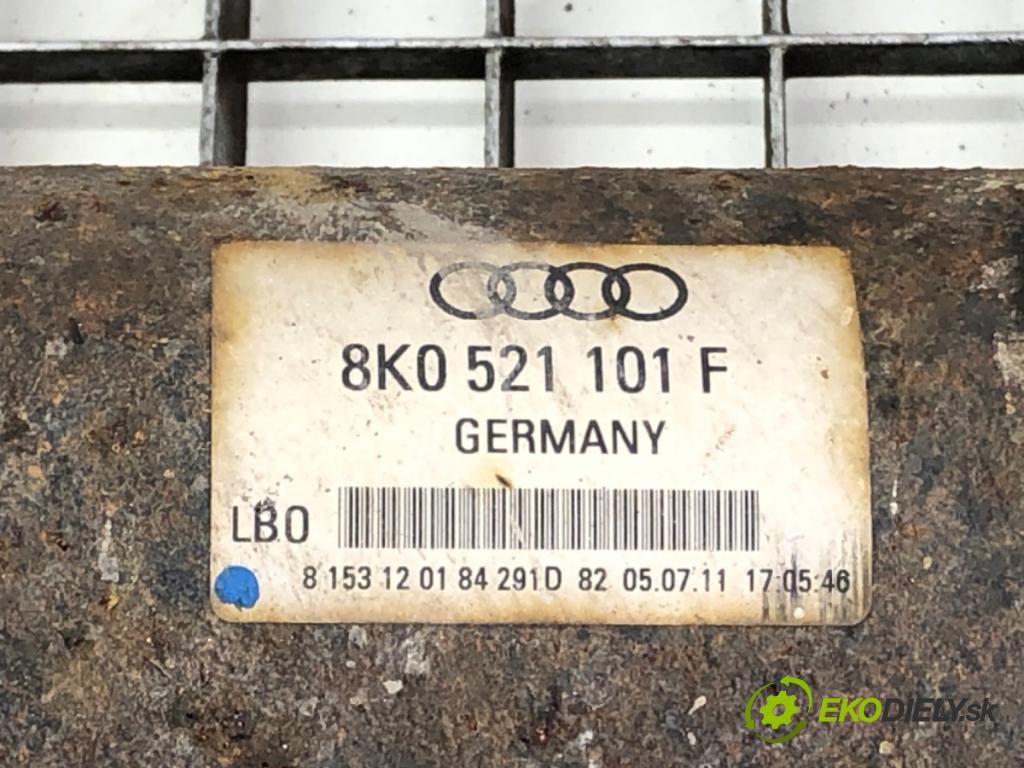 8K0 521 101 F
GERMANY
LBO
8 153 12 01 84 291D 82 05.07.11 17:05:46
EKODIELY.sk